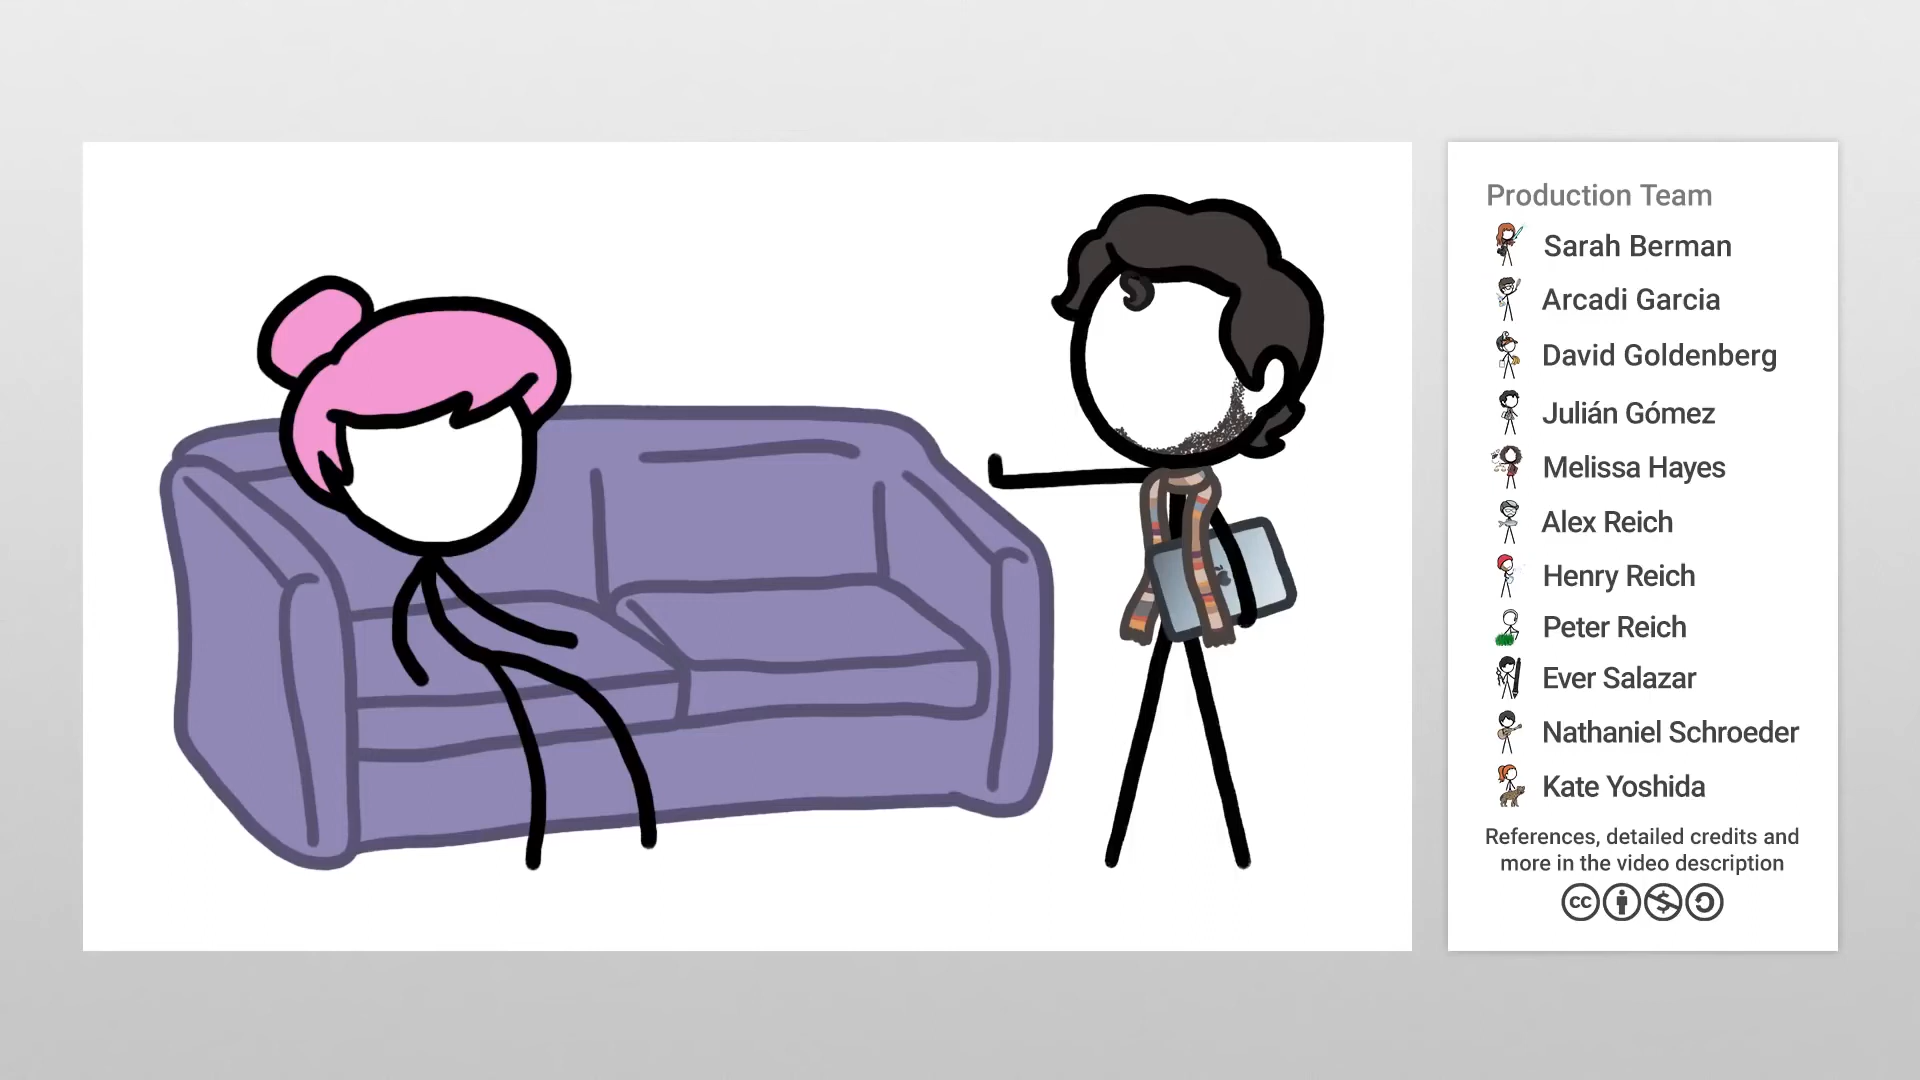 Production Team
Sarah Berman
Arcadi Garcia
David Goldenberg
Julián Gómez
Melissa Hayes
Alex Reich
Henry Reich
Peter Reich
Ever Salazar
Nathaniel Schroeder
Kate Yoshida
References, detailed credits and
more in the video description
cc